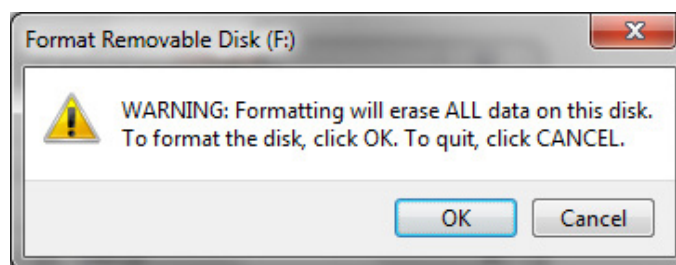 Format Removable Disk (F:)
WARNING: Formatting will erase ALL data on this disk.
To format the disk, click OK. To quit, click CANCEL.
OK
Cancel